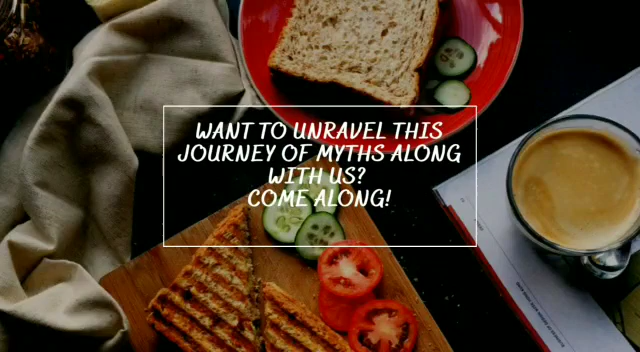 WANT TO UNRAVEL THIS
JOURNEY OF MYTHS ALONG
WITH US?
COME ALONG!